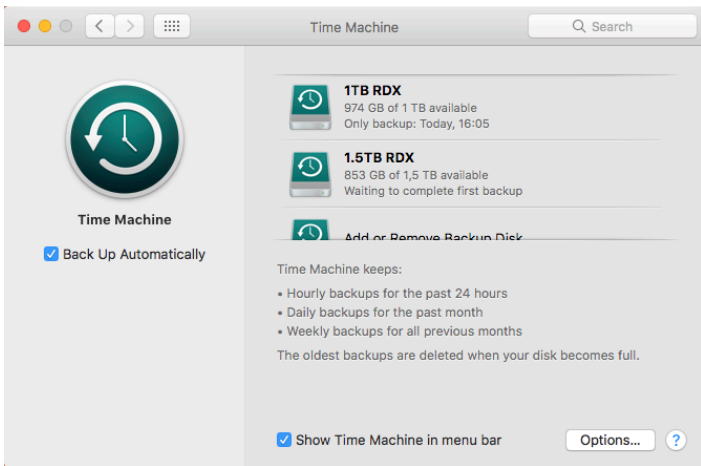 Time Machine
Search
1TB RDX
974 GB of 1 TB available
Only backup: Today, 16:05
1.5TB RDX
853 GB of 1,5 TB available
Waiting to complete first backup
Add or Remove Backup Disk
Time Machine
Back Up Automatically
Time Machine keeps:
• Hourly backups for the past 24 hours
• Daily backups for the past month
• Weekly backups for all previous months
The oldest backups are deleted when your disk becomes full.
Show Time Machine in menu bar
Options...
?